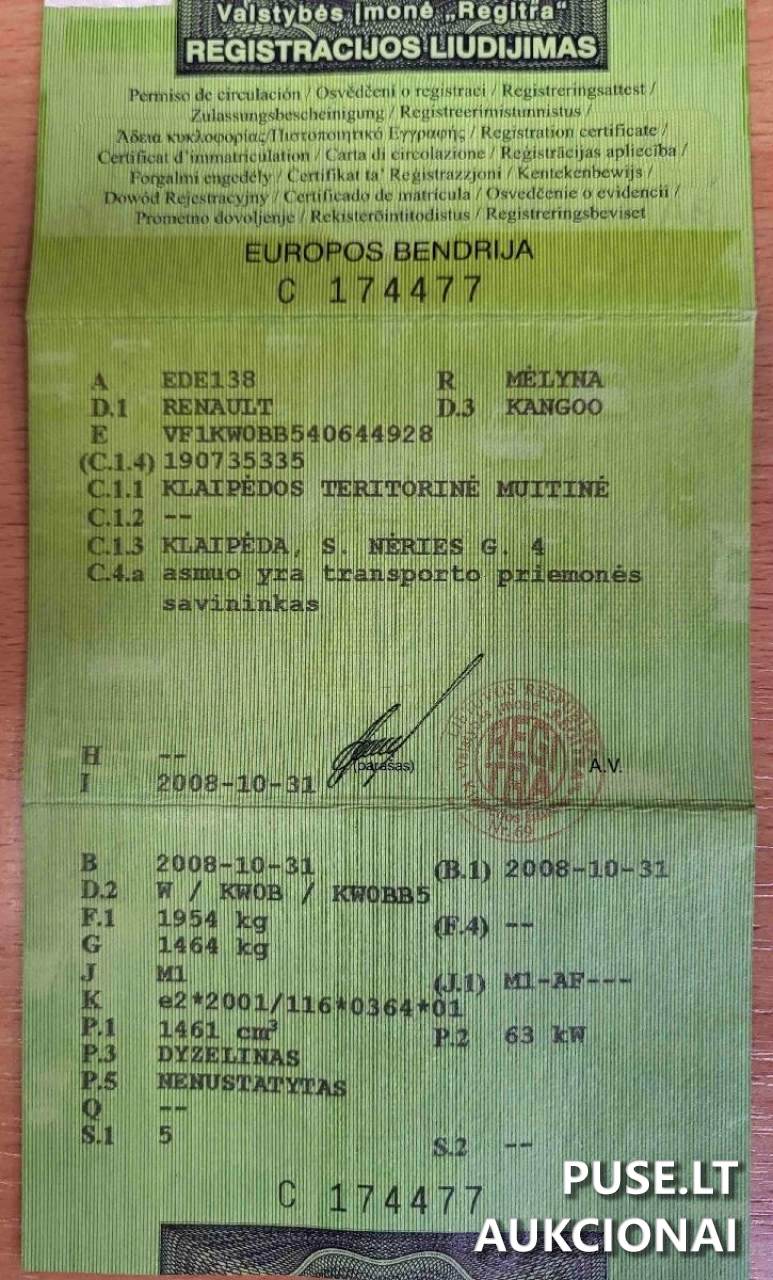 Valstybės Įmonė „Regitra“
REGISTRACIJOS LIUDIJIMAS
Permiso de circulación / Osvědčení o registraci / Registreringsattest /
Zulassungsbescheinigung / Registreerimistunnistus /
Άδεια κυκλοφορίας/Πιστοποιητικό Εγγραφής / Registration certificate /
Certificat d'immatriculation / Carta di circolazione / Reģistrācijas apliecība /
Forgalmi engedély / Certifikat ta' Reġistrazzjoni / Kentekenbewijs /
Dowód Rejestracyjny / Certificado de matrícula / Osvedčenie o evidencii /
Prometno dovoljenje / Rekisteröintitodistus / Registreringsbeviset
EUROPOS BENDRIJA
C 174477
A EDE138 R MĖLYNA
D.1 RENAULT D.3 KANGOO
E VF1KW0BB540644928
(C.1.4) 190735335
C.1.1 KLAIPĖDOS TERITORINĖ MUITINĖ
C.1.2 --
C.1.3 KLAIPĖDA, S. NĖRIES G. 4
C.4.a asmuo yra transporto priemonės
savininkas
H --
(parašas) A.V.
I 2008-10-31
LIETUVOS RESPUBLIKA
REGI
TRA
Nr. 69
B 2008-10-31 (B.1) 2008-10-31
D.2 W / KW0B / KW0BB5
F.1 1954 kg (F.4) --
G 1464 kg
J M1 (J.1) M1-AF---
K e2*2001/116*0364*01
P.1 1461 cm³ P.2 63 kW
P.3 DYZELINAS
P.5 NENUSTATYTAS
Q --
S.1 5 S.2 --
C 174477
PUSE.LT
AUKCIONAI